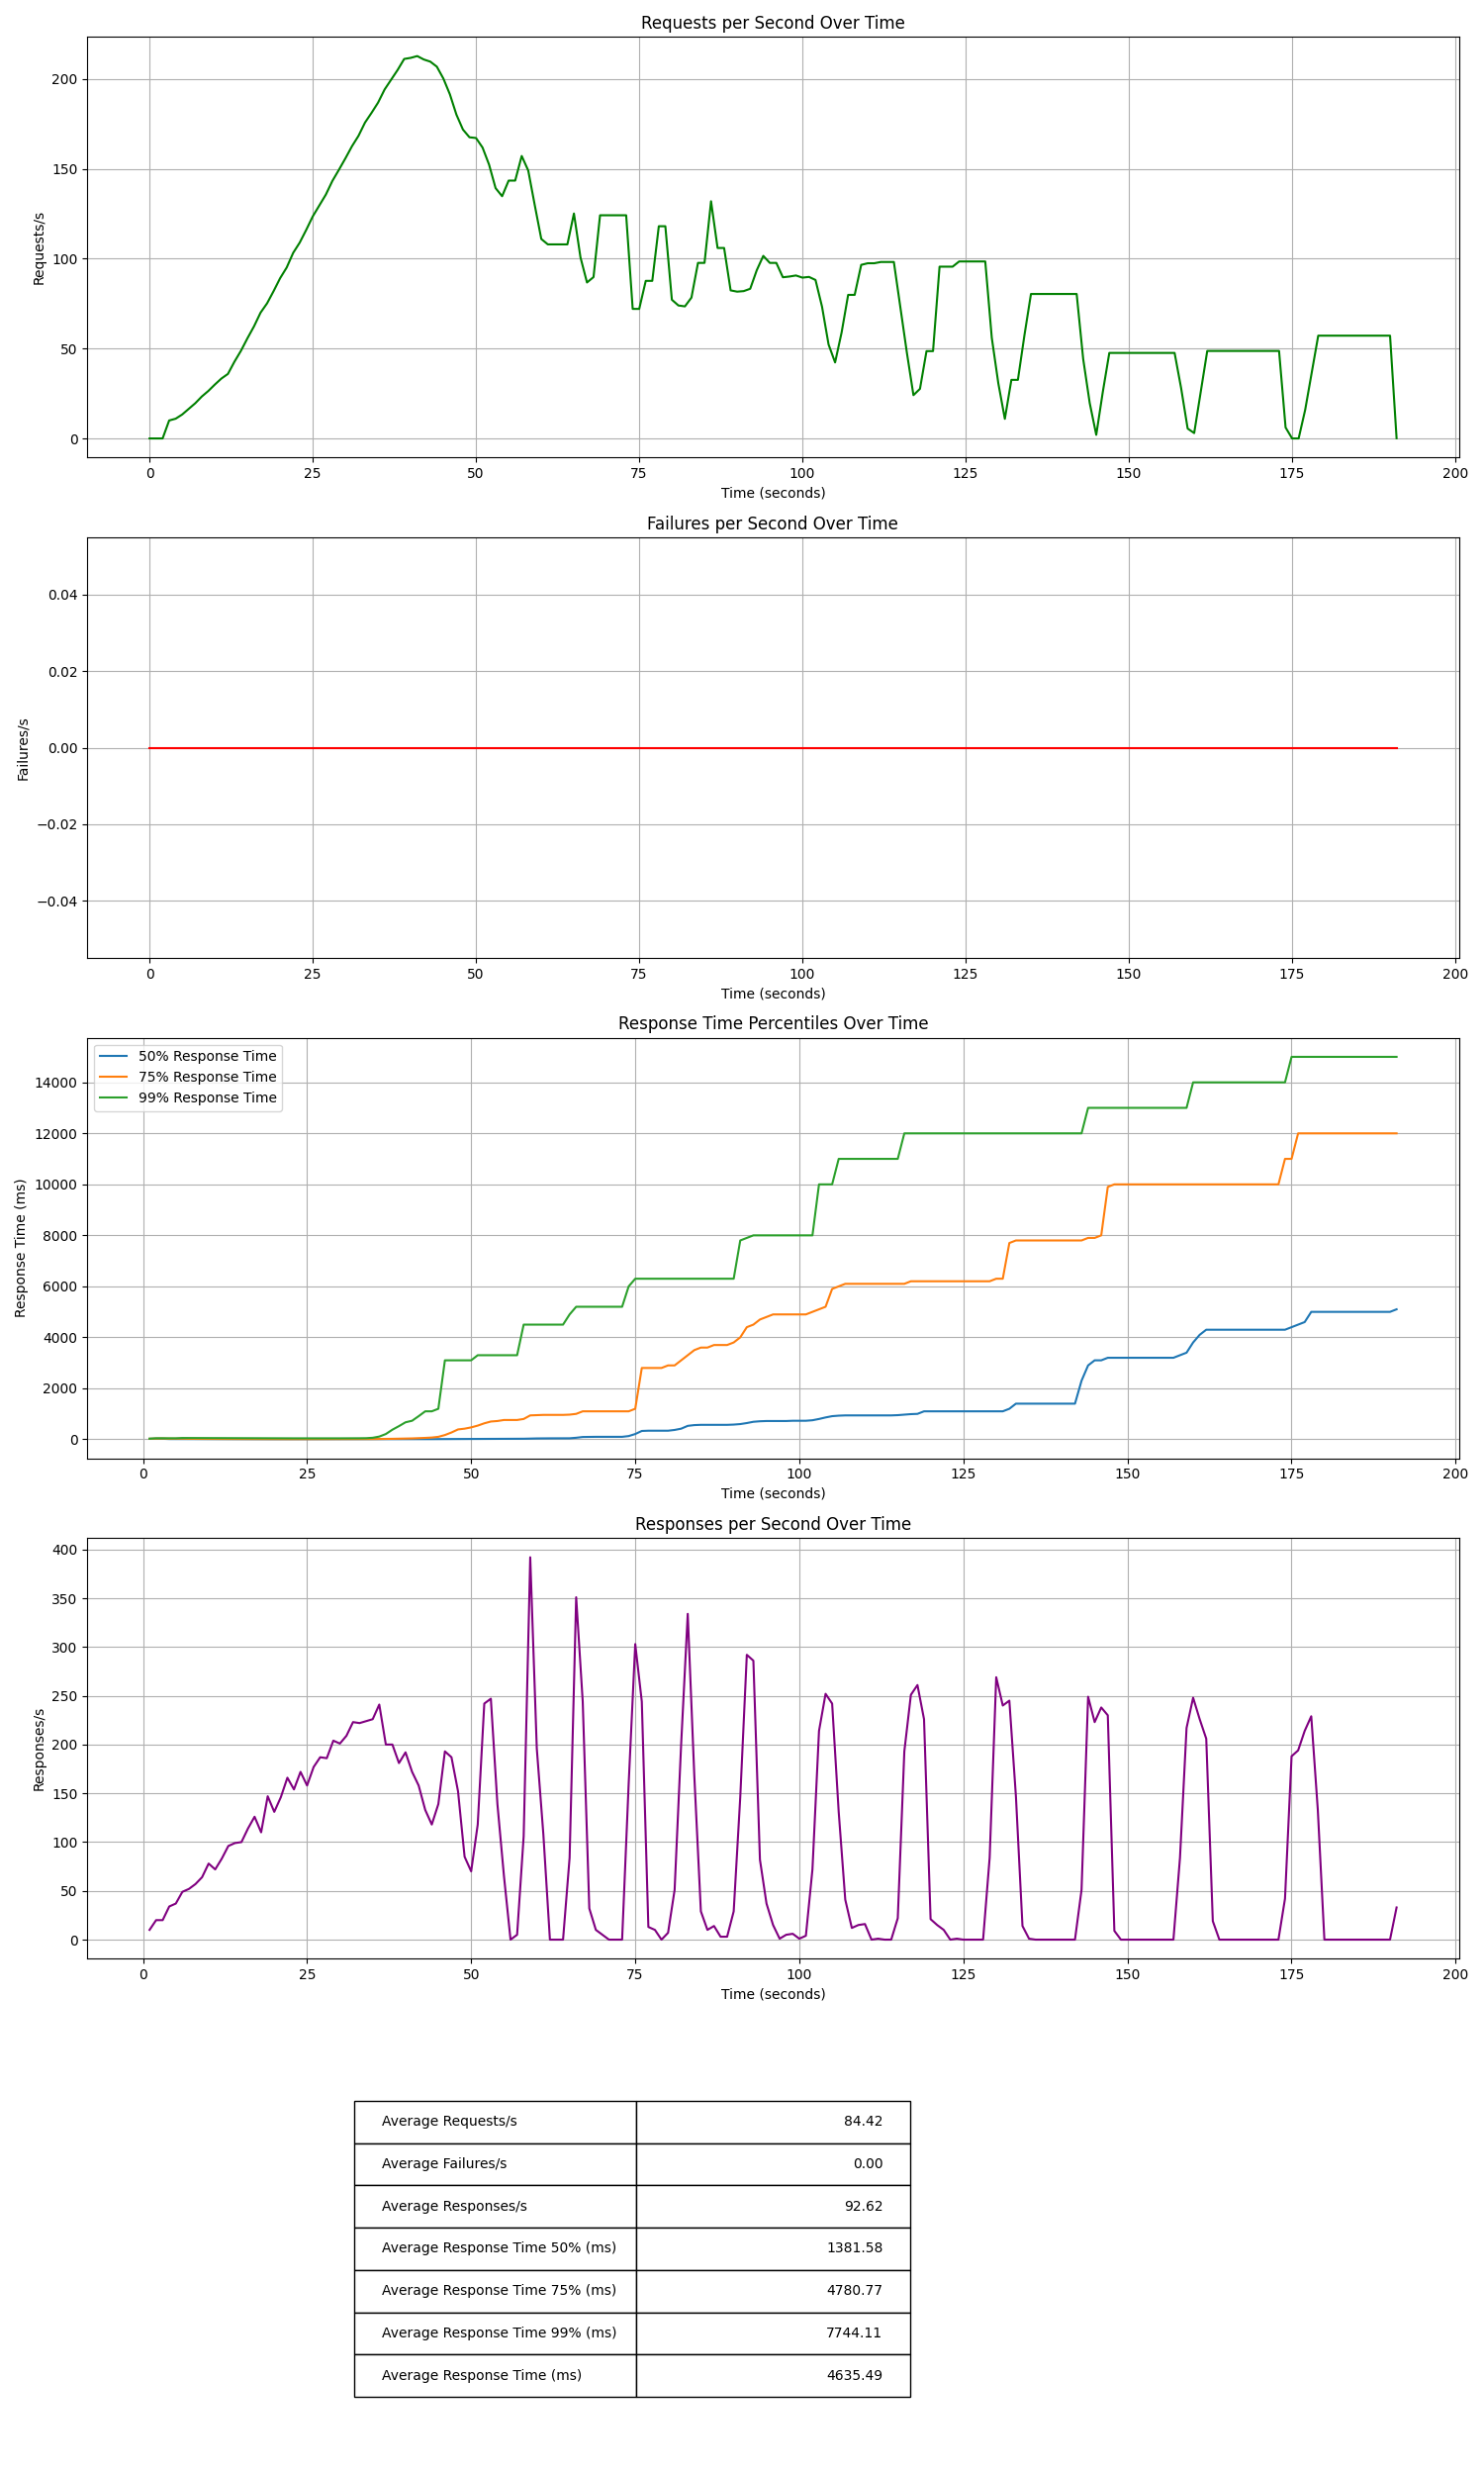 Requests per Second Over Time
200
150
100
50
0
Requests/s
0 25 50 75 100 125 150 175 200
Time (seconds)
Failures per Second Over Time
0.04
0.02
0.00
−0.02
−0.04
Failures/s
0 25 50 75 100 125 150 175 200
Time (seconds)
Response Time Percentiles Over Time
50% Response Time
75% Response Time
99% Response Time
14000
12000
10000
8000
6000
4000
2000
0
Response Time (ms)
0 25 50 75 100 125 150 175 200
Time (seconds)
Responses per Second Over Time
400
350
300
250
200
150
100
50
0
Responses/s
0 25 50 75 100 125 150 175 200
Time (seconds)
Average Requests/s 84.42
Average Failures/s 0.00
Average Responses/s 92.62
Average Response Time 50% (ms) 1381.58
Average Response Time 75% (ms) 4780.77
Average Response Time 99% (ms) 7744.11
Average Response Time (ms) 4635.49